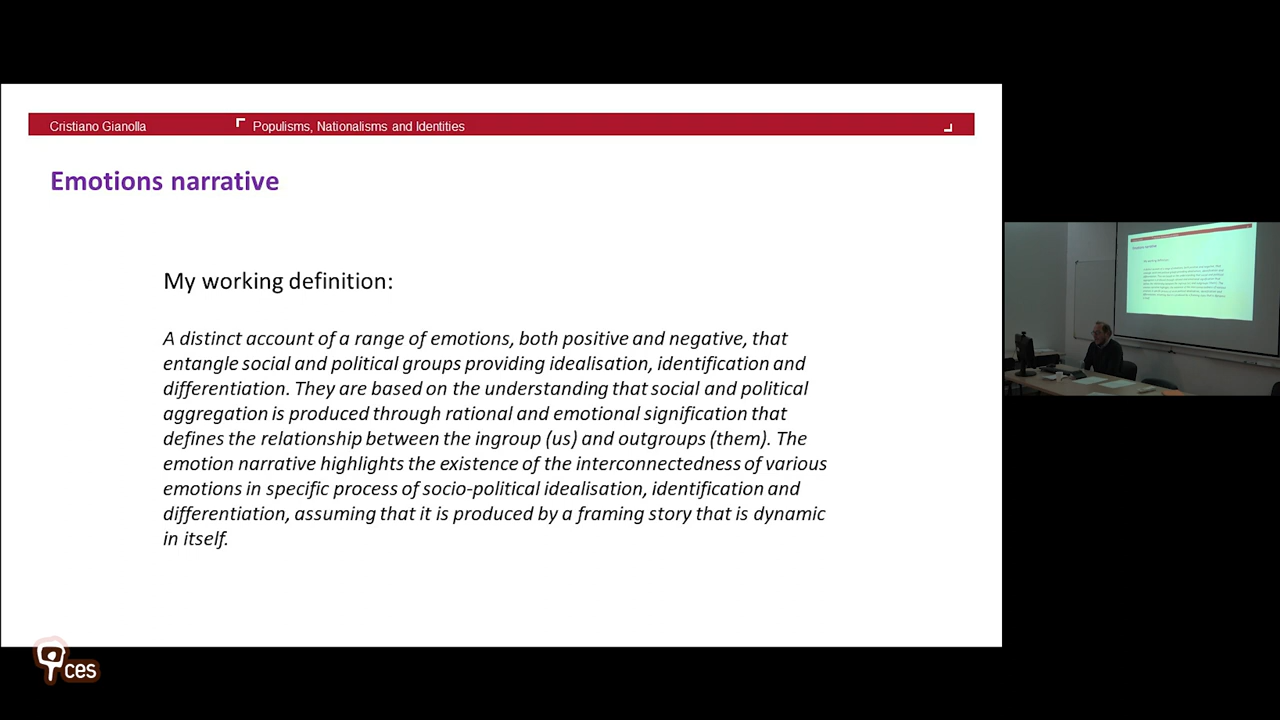 Cristiano Gianolla
Populisms, Nationalisms and Identities
Emotions narrative
My working definition:
A distinct account of a range of emotions, both positive and negative, that
entangle social and political groups providing idealisation, identification and
differentiation. They are based on the understanding that social and political
aggregation is produced through rational and emotional signification that
defines the relationship between the ingroup (us) and outgroups (them). The
emotion narrative highlights the existence of the interconnectedness of various
emotions in specific process of socio-political idealisation, identification and
differentiation, assuming that it is produced by a framing story that is dynamic
in itself.
ces